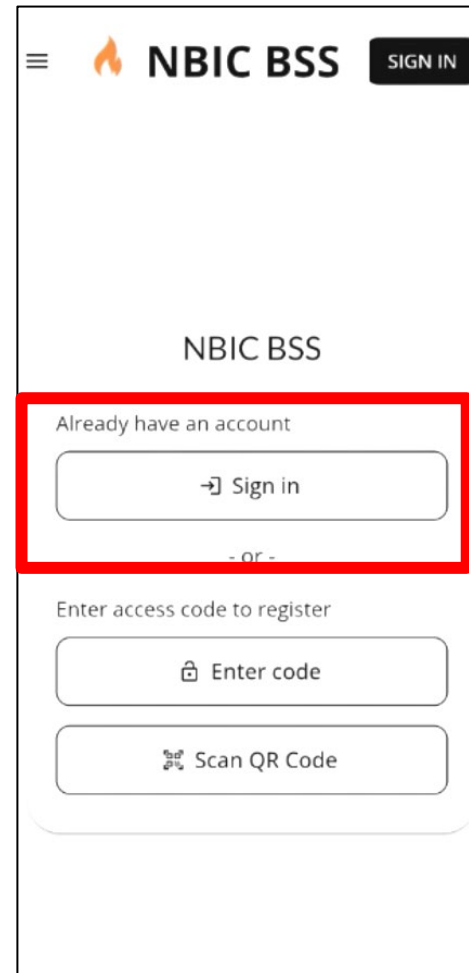 NBIC BSS
SIGN IN
NBIC BSS
Already have an account
Sign in
- or -
Enter access code to register
Enter code
Scan QR Code